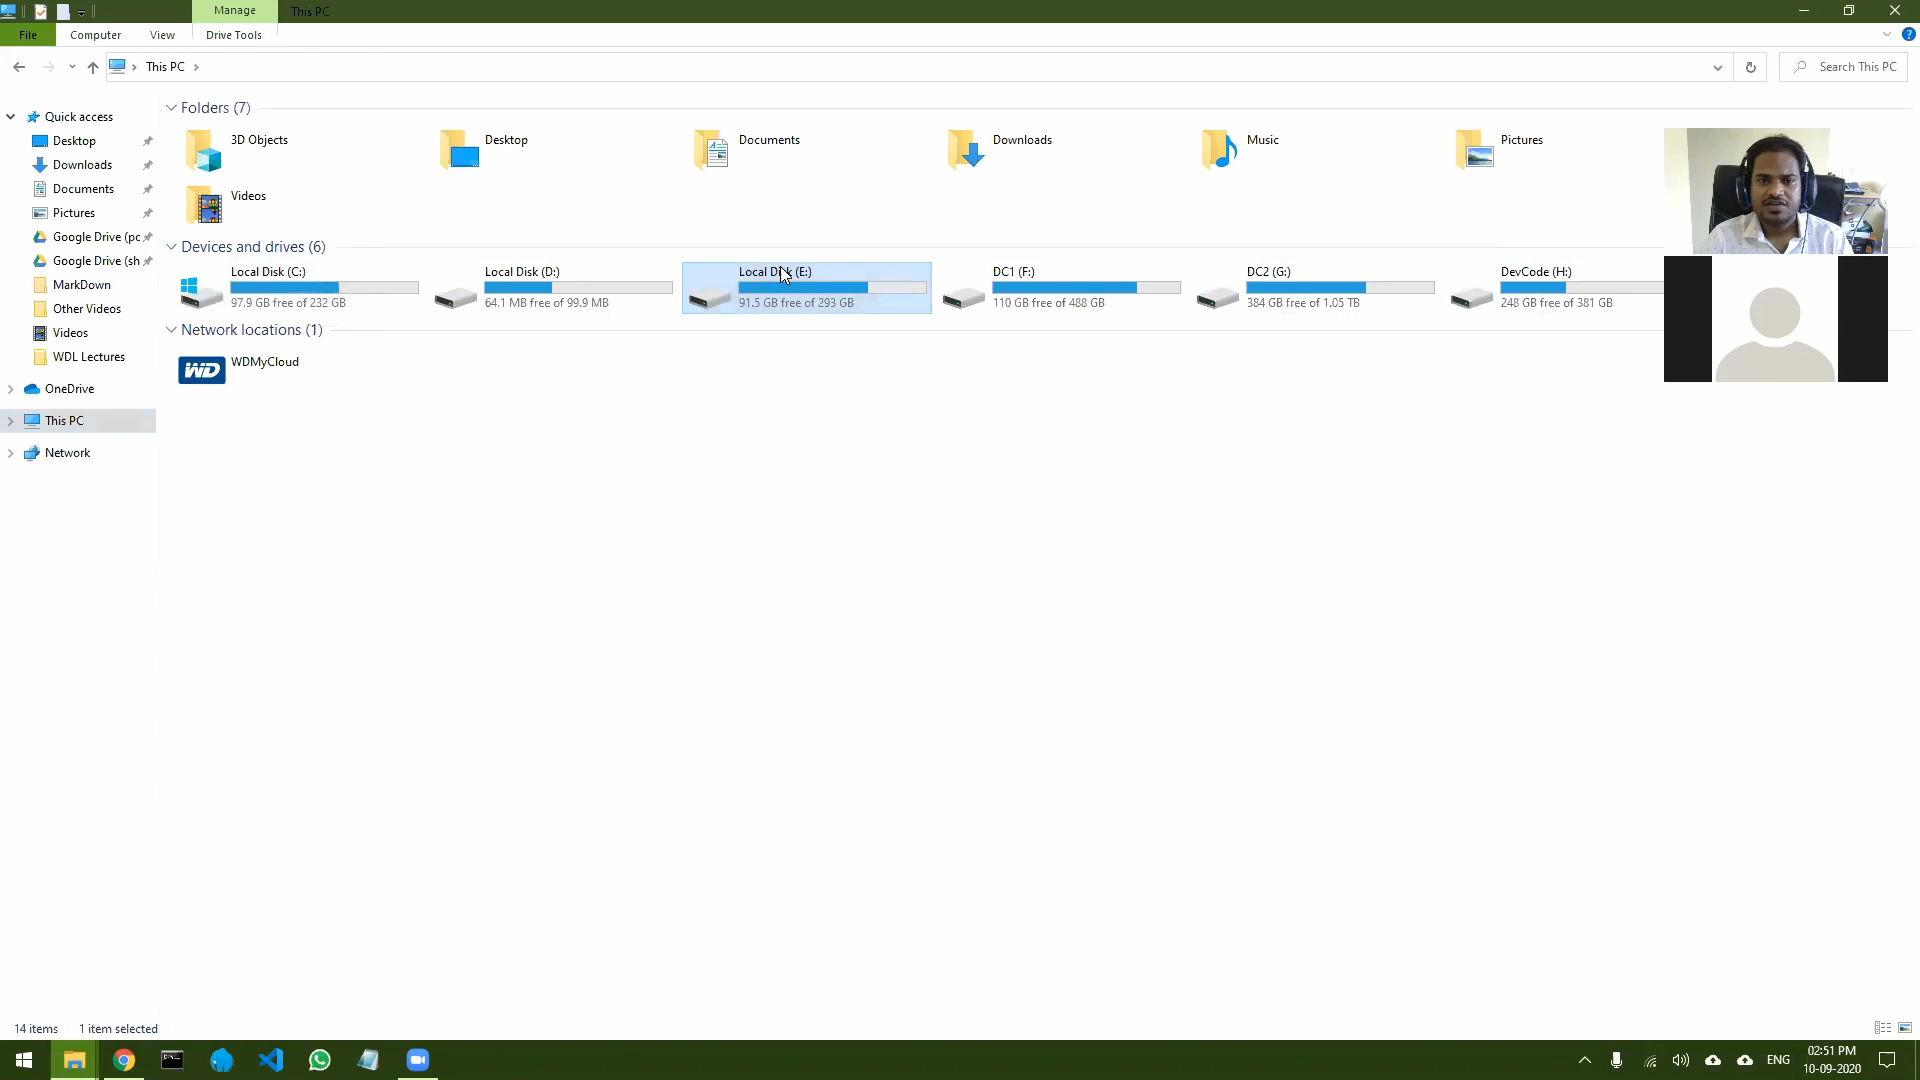 Manage
This PC
File
Computer
View
Drive Tools
This PC
Search This PC
Quick access
Desktop
Downloads
Documents
Pictures
Google Drive (pc
Google Drive (sh
MarkDown
Other Videos
Videos
WDL Lectures
OneDrive
This PC
Network
Folders (7)
3D Objects
Desktop
Documents
Downloads
Music
Pictures
Videos
Devices and drives (6)
Local Disk (C:)
97.9 GB free of 232 GB
Local Disk (D:)
64.1 MB free of 99.9 MB
Local Disk (E:)
91.5 GB free of 293 GB
DC1 (F:)
110 GB free of 488 GB
DC2 (G:)
384 GB free of 1.05 TB
DevCode (H:)
248 GB free of 381 GB
Network locations (1)
WD
WDMyCloud
14 items
1 item selected
ENG
02:51 PM
10-09-2020